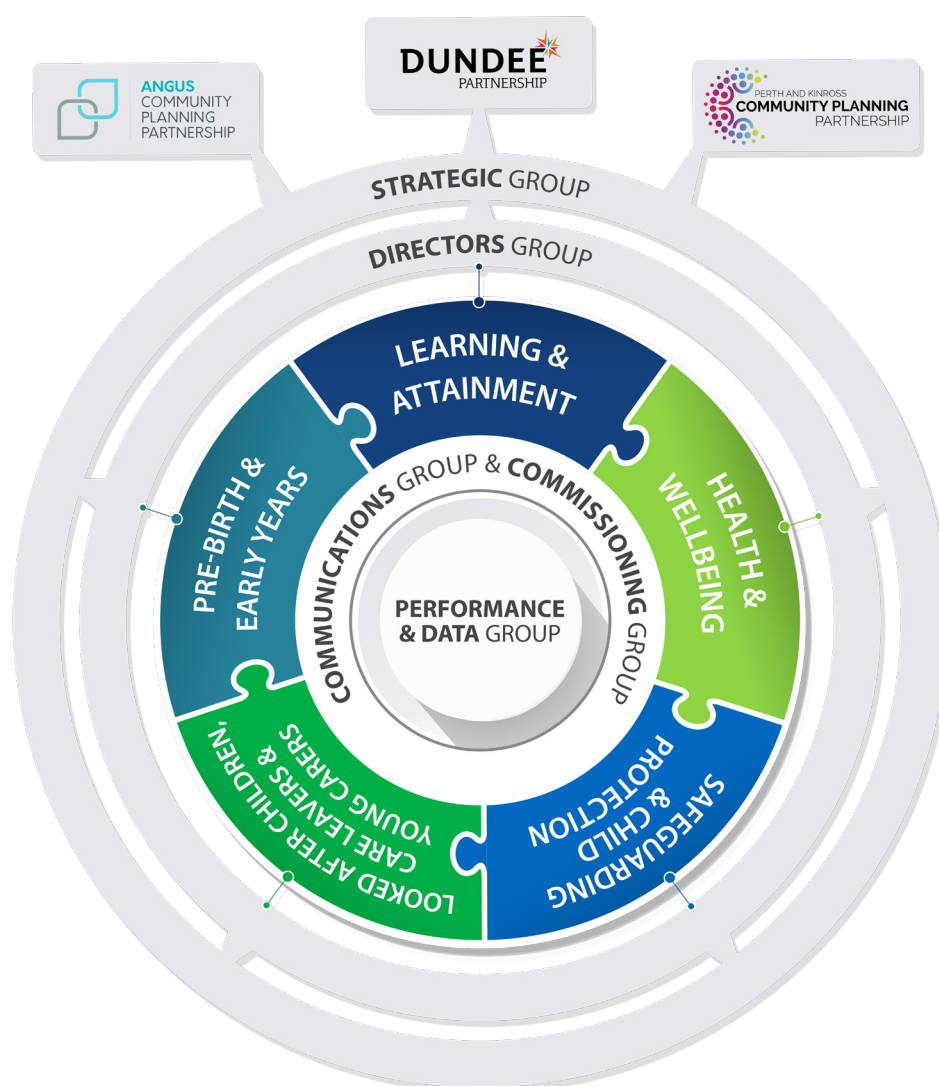 ANGUS
COMMUNITY
PLANNING
PARTNERSHIP
DUNDEE
PARTNERSHIP
PERTH AND KINROSS
COMMUNITY PLANNING
PARTNERSHIP
STRATEGIC GROUP
DIRECTORS GROUP
LEARNING &
ATTAINMENT
HEALTH &
WELLBEING
SAFEGUARDING
& CHILD
PROTECTION
LOOKED AFTER CHILDREN,
CARE LEAVERS &
YOUNG CARERS
PRE-BIRTH &
EARLY YEARS
COMMUNICATIONS GROUP & COMMISSIONING GROUP
PERFORMANCE
& DATA GROUP